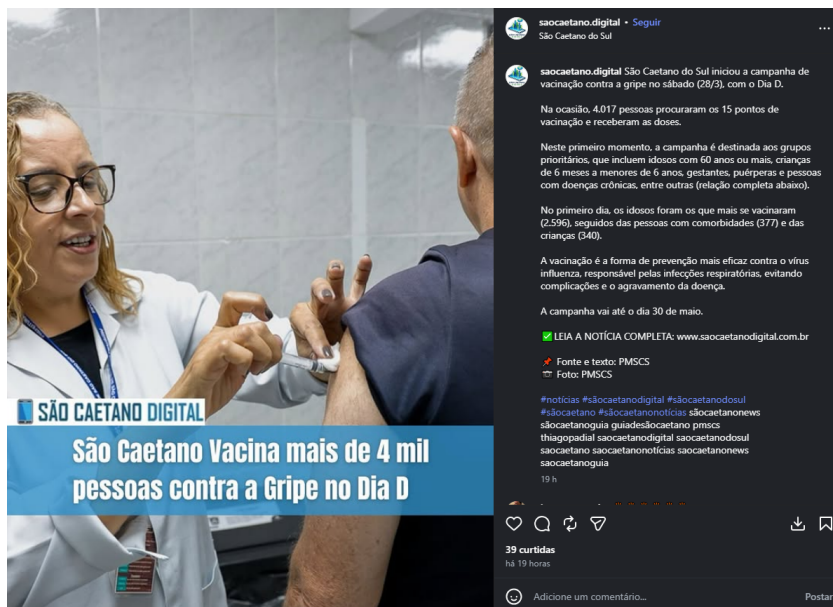 SÃO CAETANO DIGITAL
São Caetano Vacina mais de 4 mil
pessoas contra a Gripe no Dia D
saocaetano.digital • Seguir
São Caetano do Sul
saocaetano.digital São Caetano do Sul iniciou a campanha de
vacinação contra a gripe no sábado (28/3), com o Dia D.
Na ocasião, 4.017 pessoas procuraram os 15 pontos de
vacinação e receberam as doses.
Neste primeiro momento, a campanha é destinada aos grupos
prioritários, que incluem idosos com 60 anos ou mais, crianças
de 6 meses a menores de 6 anos, gestantes, puérperas e pessoas
com doenças crônicas, entre outras (relação completa abaixo).
No primeiro dia, os idosos foram os que mais se vacinaram
(2.596), seguidos das pessoas com comorbidades (377) e das
crianças (340).
A vacinação é a forma de prevenção mais eficaz contra o vírus
influenza, responsável pelas infecções respiratórias, evitando
complicações e o agravamento da doença.
A campanha vai até o dia 30 de maio.
✅ LEIA A NOTÍCIA COMPLETA: www.saocaetanodigital.com.br
📌 Fonte e texto: PMSCS
📷 Foto: PMSCS
#notícias #sãocaetanodigital #sãocaetanodosul
#sãocaetano #sãocaetanonotícias sãocaetanonews
sãocaetanoguia guiadesãocaetano pmscs
thiagopadial saocaetanodigital saocaetanodosul
saocaetano saocaetanonotícias saocaetanonews
saocaetanoguia
19 h
39 curtidas
há 19 horas
Adicione um comentário...
Postar